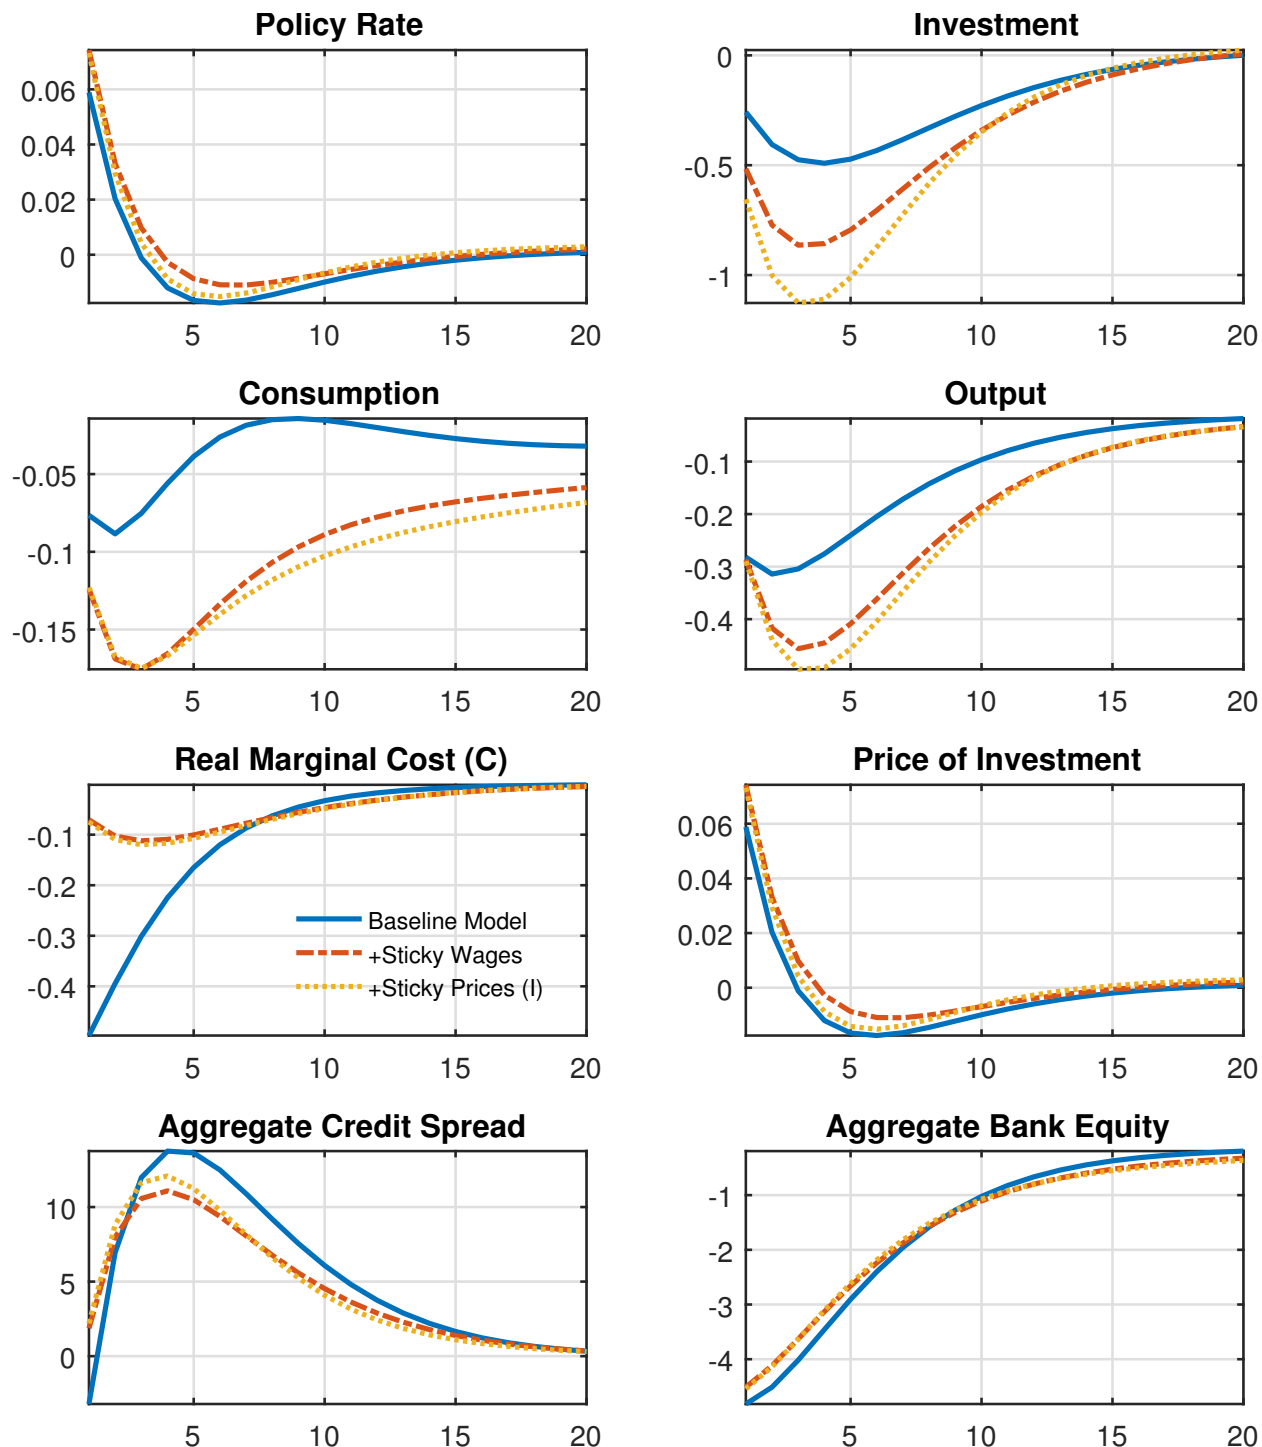 Policy Rate
0.06
0.04
0.02
0
5 10 15 20
Investment
0
-0.5
-1
5 10 15 20
Consumption
-0.05
-0.1
-0.15
5 10 15 20
Output
-0.1
-0.2
-0.3
-0.4
5 10 15 20
Real Marginal Cost (C)
-0.1
-0.2
-0.3
-0.4
Baseline Model
+Sticky Wages
+Sticky Prices (I)
5 10 15 20
Price of Investment
0.06
0.04
0.02
0
5 10 15 20
Aggregate Credit Spread
10
5
0
5 10 15 20
Aggregate Bank Equity
-1
-2
-3
-4
5 10 15 20